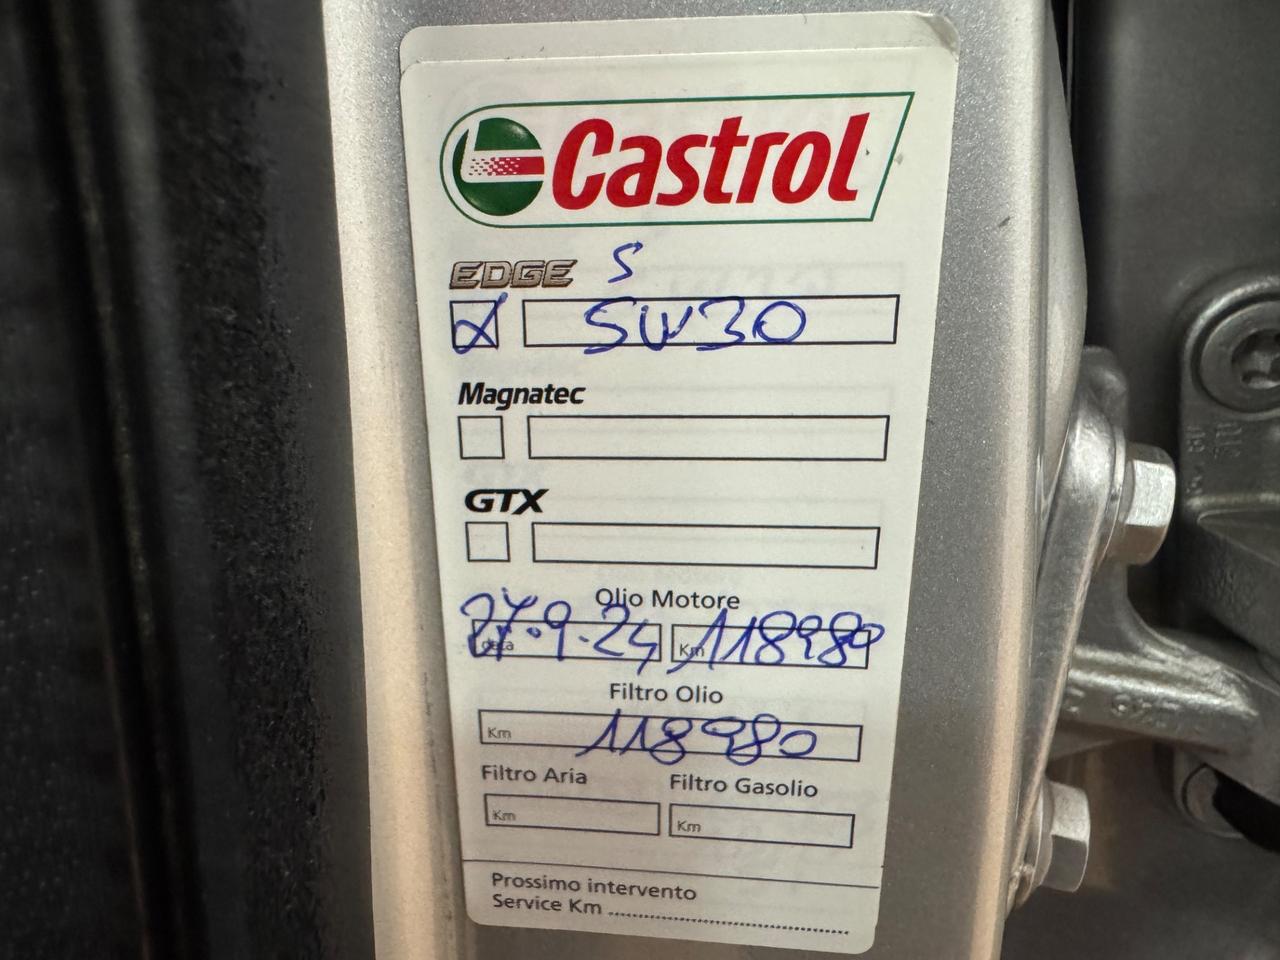 Castrol
EDGE S
X 5W30
Magnatec
GTX
Olio Motore
data 27.9.24 Km 118980
Filtro Olio
Km 118980
Filtro Aria Filtro Gasolio
Km Km
Prossimo intervento
Service Km